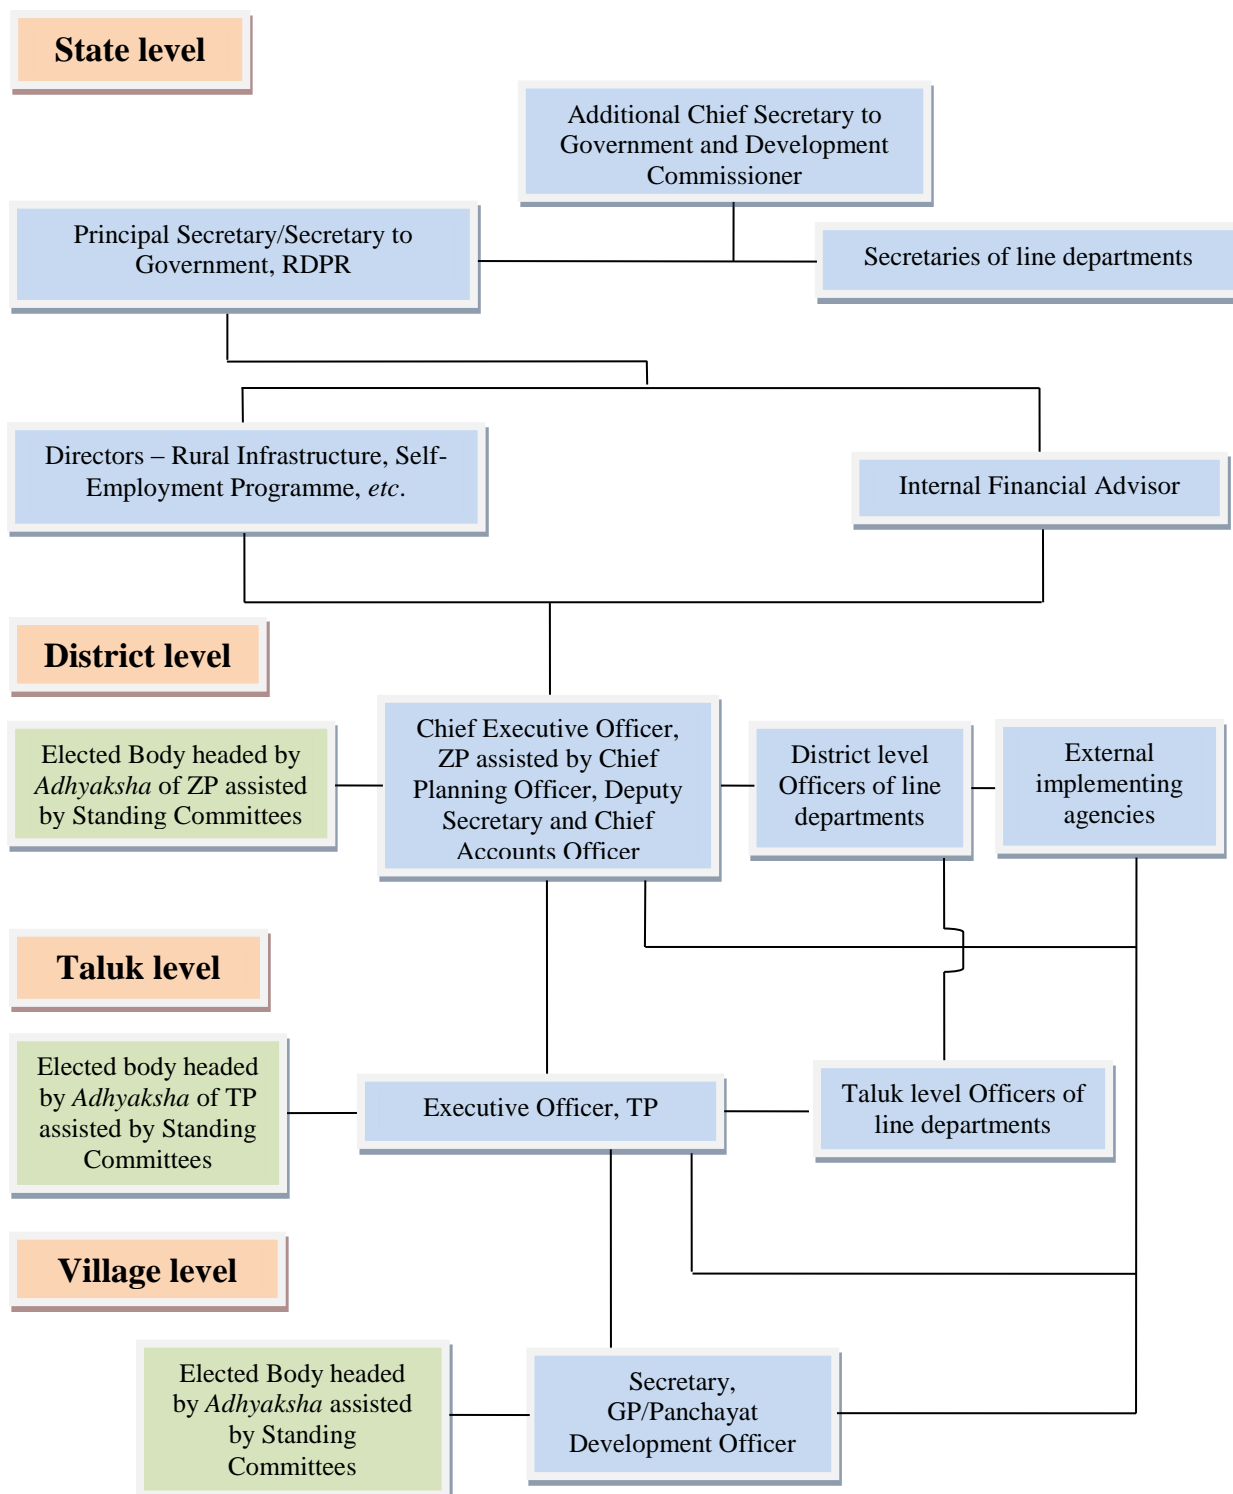 State level
Additional Chief Secretary to
Government and Development
Commissioner
Principal Secretary/Secretary to
Government, RDPR
Secretaries of line departments
Directors – Rural Infrastructure, Self-
Employment Programme, etc.
Internal Financial Advisor
District level
Elected Body headed by
Adhyaksha of ZP assisted
by Standing Committees
Chief Executive Officer,
ZP assisted by Chief
Planning Officer, Deputy
Secretary and Chief
Accounts Officer
District level
Officers of line
departments
External
implementing
agencies
Taluk level
Elected body headed
by Adhyaksha of TP
assisted by Standing
Committees
Executive Officer, TP
Taluk level Officers of
line departments
Village level
Elected Body headed
by Adhyaksha assisted
by Standing
Committees
Secretary,
GP/Panchayat
Development Officer